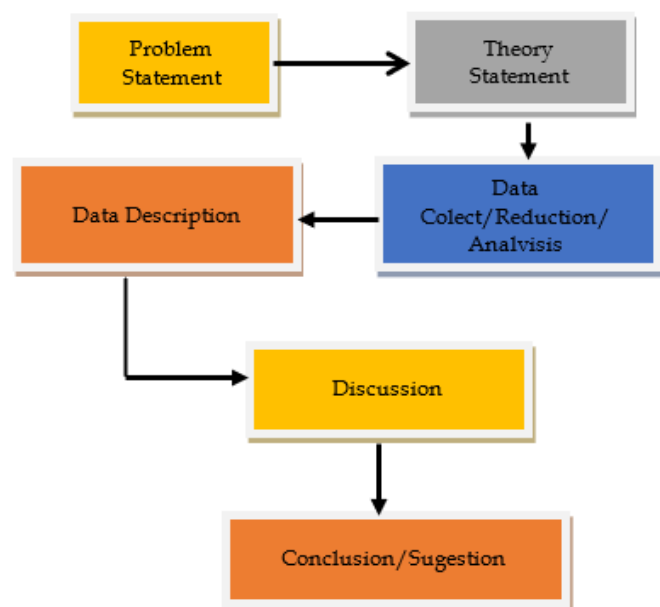 Problem
Statement
Theory
Statement
Data
Colect/Reduction/
Analvisis
Data Description
Discussion
Conclusion/Sugestion